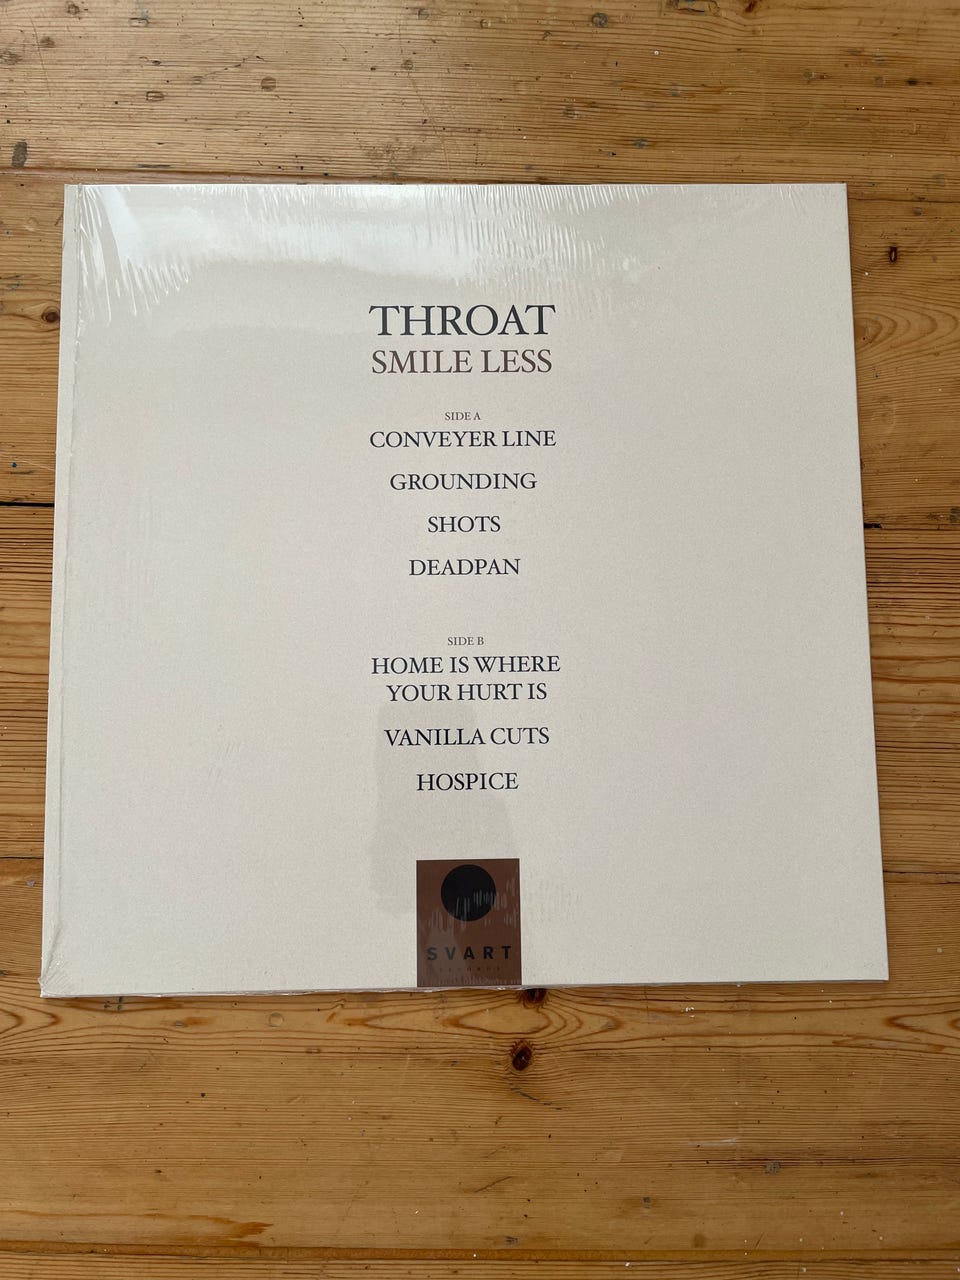 THROAT
SMILE LESS
SIDE A
CONVEYER LINE
GROUNDING
SHOTS
DEADPAN
SIDE B
HOME IS WHERE
YOUR HURT IS
VANILLA CUTS
HOSPICE
SVART